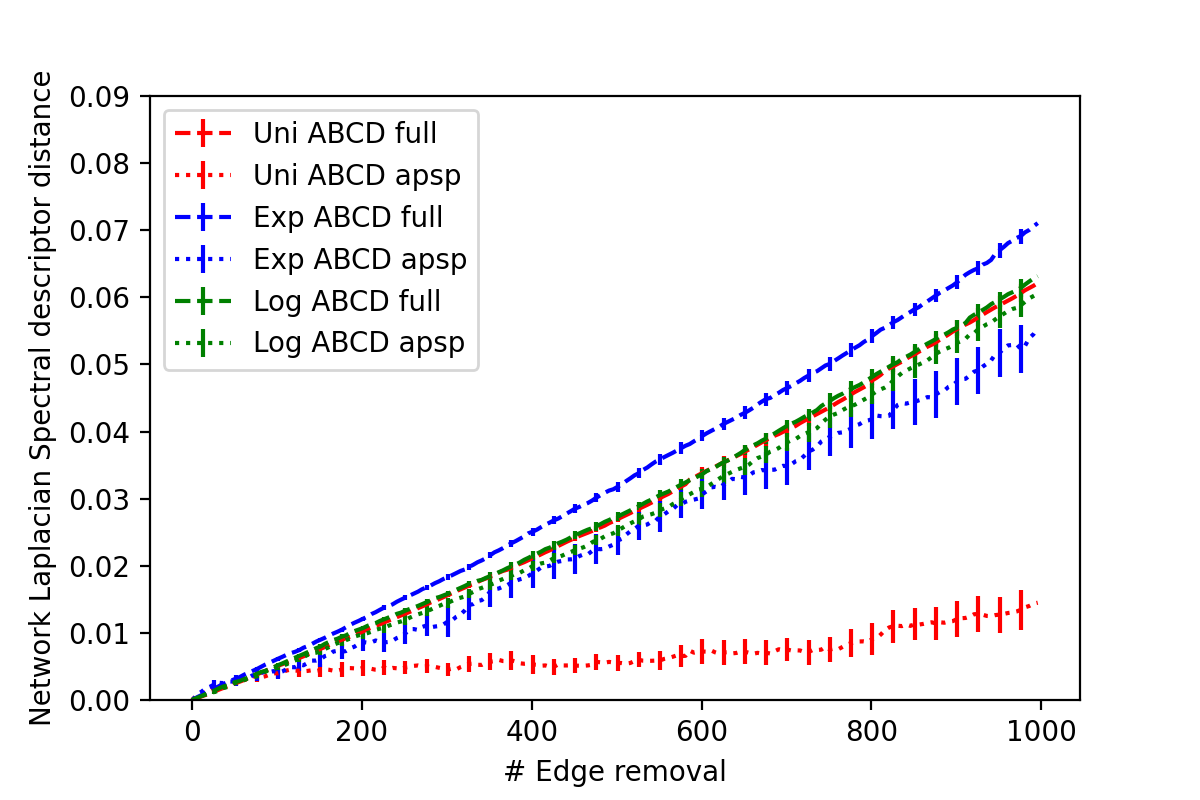 Network Laplacian Spectral descriptor distance
0.09
0.08
0.07
0.06
0.05
0.04
0.03
0.02
0.01
0.00
Uni ABCD full
Uni ABCD apsp
Exp ABCD full
Exp ABCD apsp
Log ABCD full
Log ABCD apsp
0 200 400 600 800 1000
# Edge removal